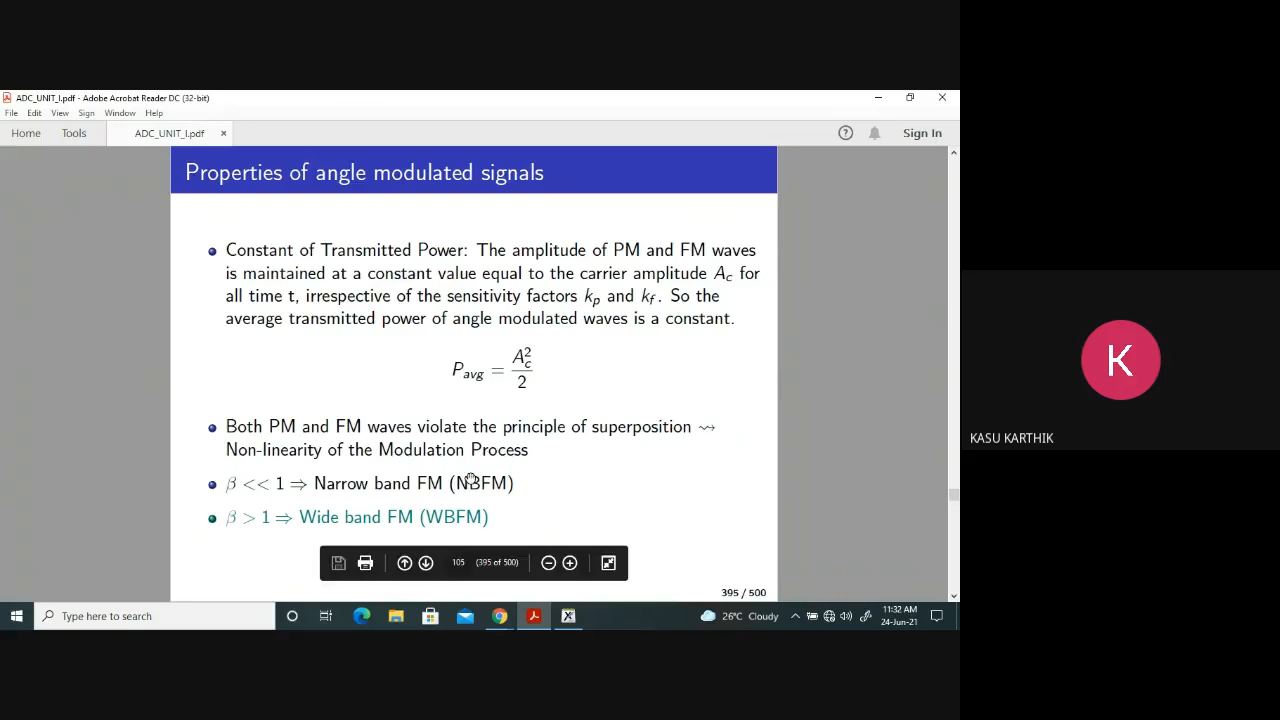 ADC_UNIT_I.pdf - Adobe Acrobat Reader DC (32-bit)
File Edit View Sign Window Help
Home Tools ADC_UNIT_I.pdf × Sign In
Properties of angle modulated signals
Constant of Transmitted Power: The amplitude of PM and FM waves
is maintained at a constant value equal to the carrier amplitude A_c for
all time t, irrespective of the sensitivity factors k_p and k_f. So the
average transmitted power of angle modulated waves is a constant.
P_avg = A_c^2 / 2
Both PM and FM waves violate the principle of superposition ⇝
Non-linearity of the Modulation Process
β << 1 ⇒ Narrow band FM (NBFM)
β > 1 ⇒ Wide band FM (WBFM)
105 (395 of 500)
395 / 500
Type here to search
26°C Cloudy
11:32 AM
24-Jun-21
K
KASU KARTHIK